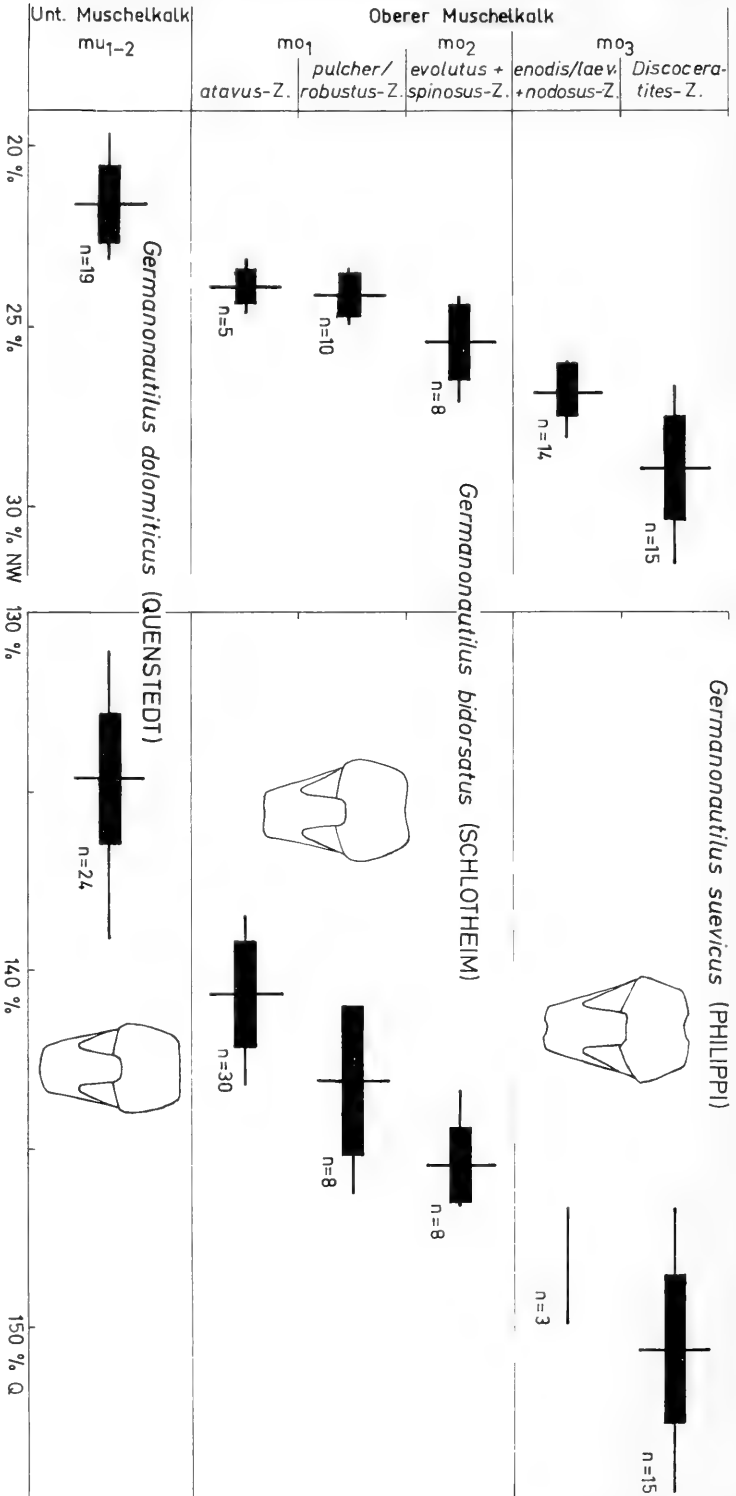 Unt. Muschelkalk
Oberer Muschelkalk
mu1–2
mo1
mo2
mo3
atavus-Z.
pulcher/
robustus-Z.
evolutus +
spinosus-Z.
enodis/laev.
+nodosus-Z.
Discocera-
tites-Z.
20 %
25 %
30 % NW
n=19
n=5
n=10
n=8
n=14
n=15
Germanonautilus dolomiticus (QUENSTEDT)
Germanonautilus bidorsatus (SCHLOTHEIM)
Germanonautilus suevicus (PHILIPPI)
130 %
140 %
150 % Q
n=24
n=30
n=8
n=8
n=3
n=15